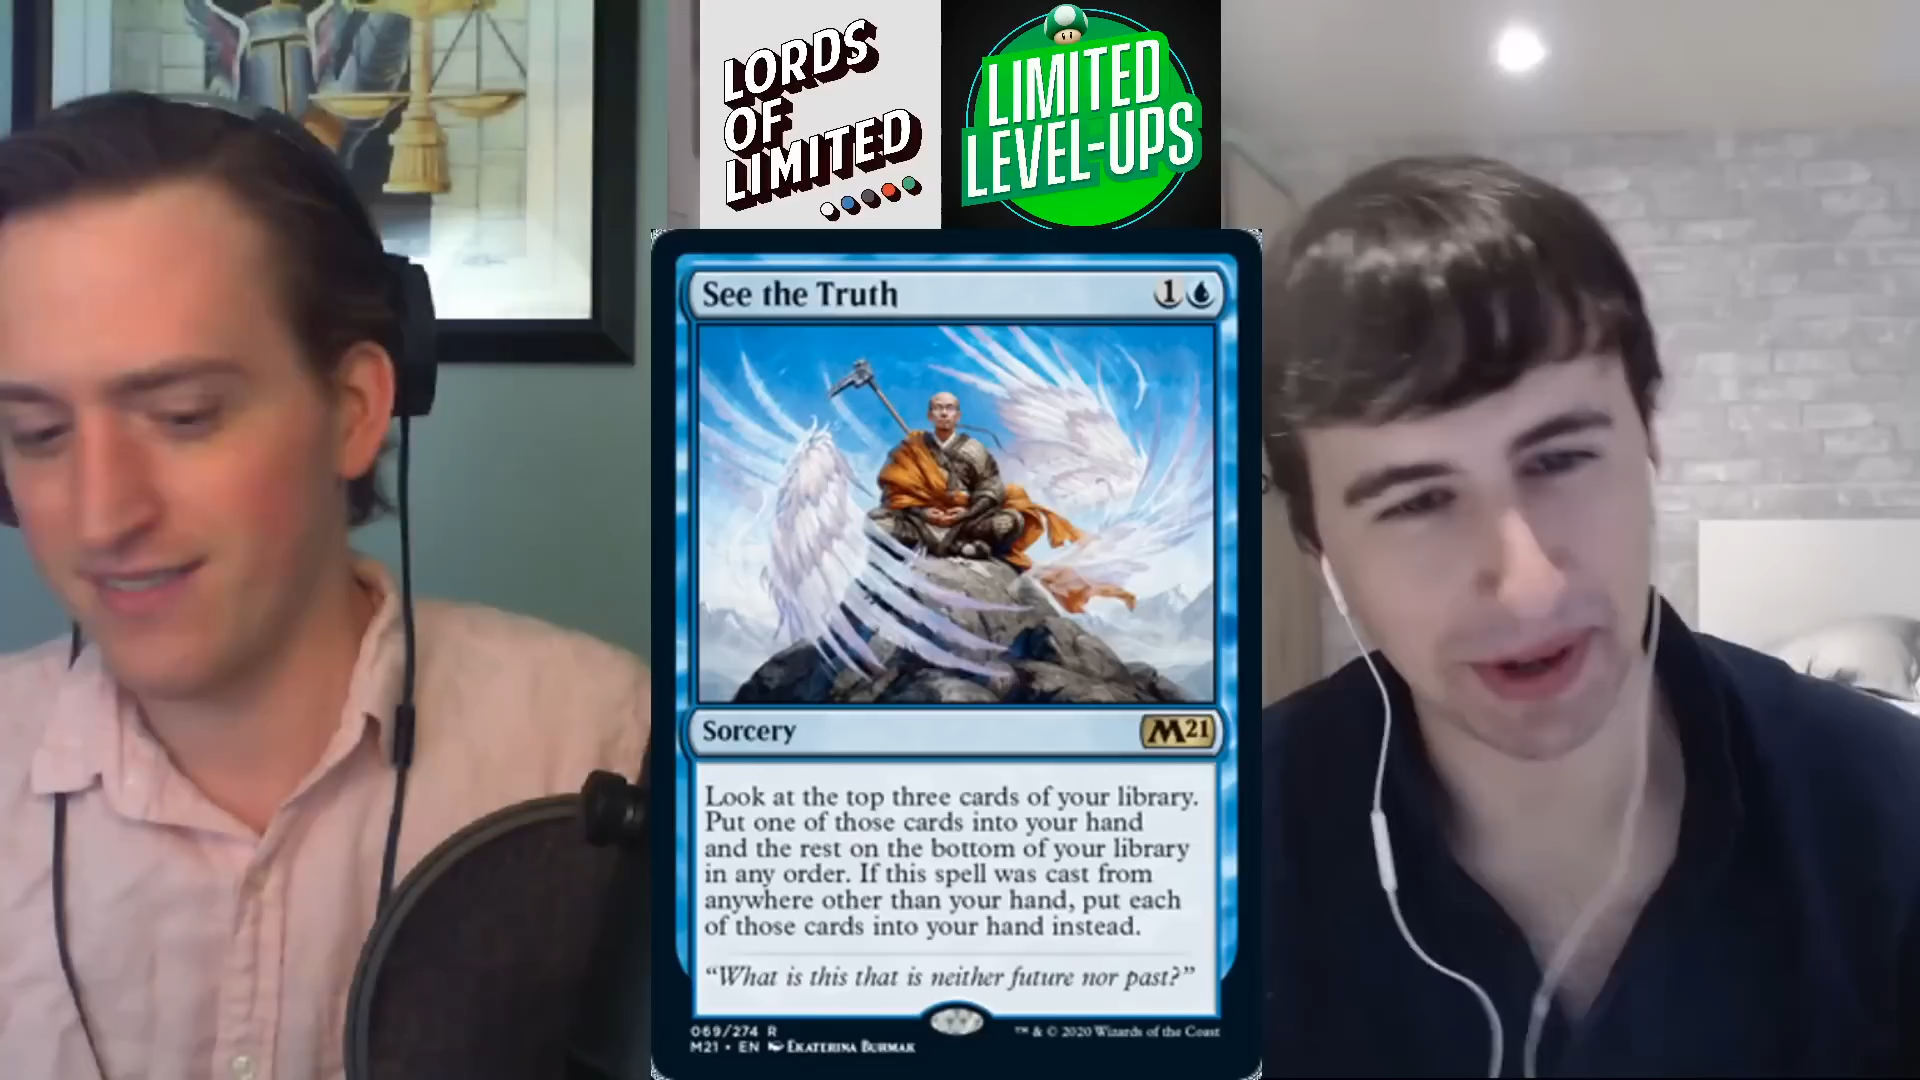 LORDS
OF
LIMITED
LIMITED
LEVEL-UPS
See the Truth 1
Sorcery M21
Look at the top three cards of your library.
Put one of those cards into your hand
and the rest on the bottom of your library
in any order. If this spell was cast from
anywhere other than your hand, put each
of those cards into your hand instead.
“What is this that is neither future nor past?”
069/274 R
™ & © 2020 Wizards of the Coast
M21 • EN EKATERINA BURMAK